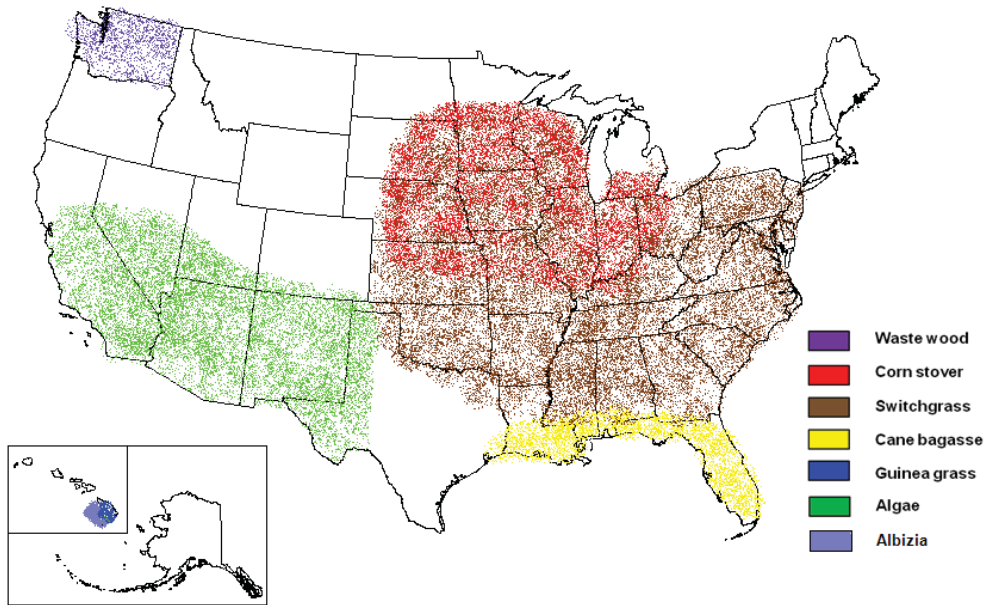 Waste wood
Corn stover
Switchgrass
Cane bagasse
Guinea grass
Algae
Albizia